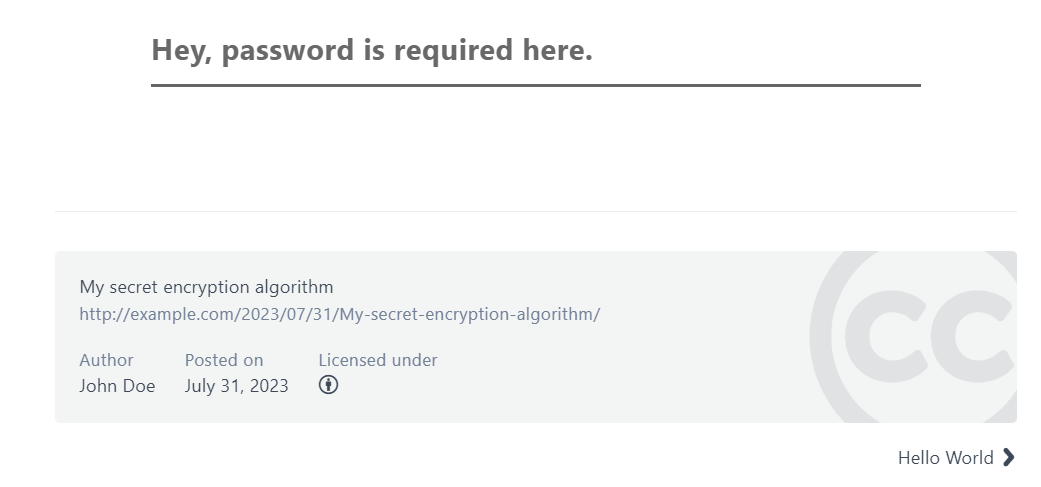 Hey, password is required here.
My secret encryption algorithm
http://example.com/2023/07/31/My-secret-encryption-algorithm/
Author Posted on Licensed under
John Doe July 31, 2023
cc
Hello World